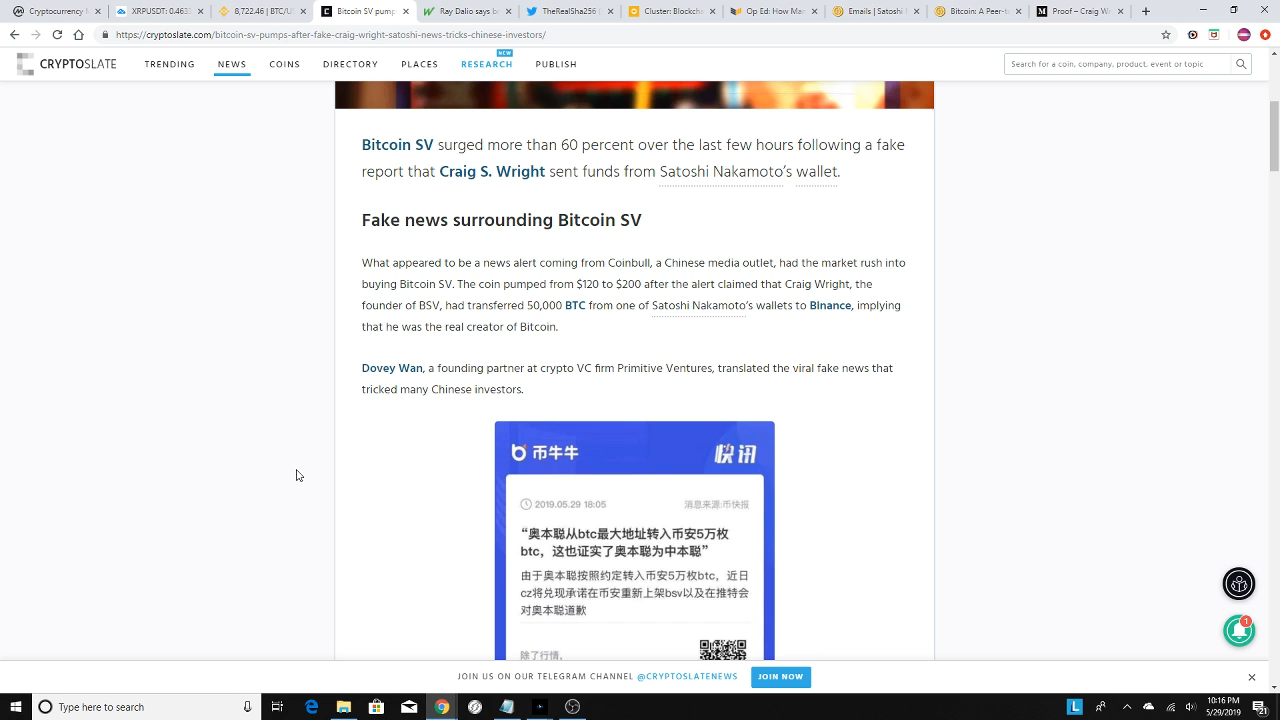 Cryptocurrency M
XRPUSDT: 0.463
8,722.46 | BTC/US
Bitcoin SV pump
Ray Dalio says b
TheRealSha256 (
Cluster: Blockcha
Op Ed: How Mar
Emails | Satoshi N
Bitcoin: A Peer-t
Proof – Craig Wr
https://cryptoslate.com/bitcoin-sv-pumps-after-fake-craig-wright-satoshi-news-tricks-chinese-investors/
CRYPTOSLATE
TRENDING
NEWS
COINS
DIRECTORY
PLACES
NEW
RESEARCH
PUBLISH
Search for a coin, company, product, event or topic
Bitcoin SV surged more than 60 percent over the last few hours following a fake
report that Craig S. Wright sent funds from Satoshi Nakamoto's wallet.
Fake news surrounding Bitcoin SV
What appeared to be a news alert coming from Coinbull, a Chinese media outlet, had the market rush into
buying Bitcoin SV. The coin pumped from $120 to $200 after the alert claimed that Craig Wright, the
founder of BSV, had transferred 50,000 BTC from one of Satoshi Nakamoto's wallets to Binance, implying
that he was the real creator of Bitcoin.
Dovey Wan, a founding partner at crypto VC firm Primitive Ventures, translated the viral fake news that
tricked many Chinese investors.
币牛牛
快讯
2019.05.29 18:05
消息来源:币快报
“奥本聪从btc最大地址转入币安5万枚
btc，这也证实了奥本聪为中本聪”
由于奥本聪按照约定转入币安5万枚btc，近日
cz将兑现承诺在币安重新上架bsv以及在推特会
对奥本聪道歉
除了行情,
1
JOIN US ON OUR TELEGRAM CHANNEL @CRYPTOSLATENEWS
JOIN NOW
Type here to search
10:16 PM
5/29/2019